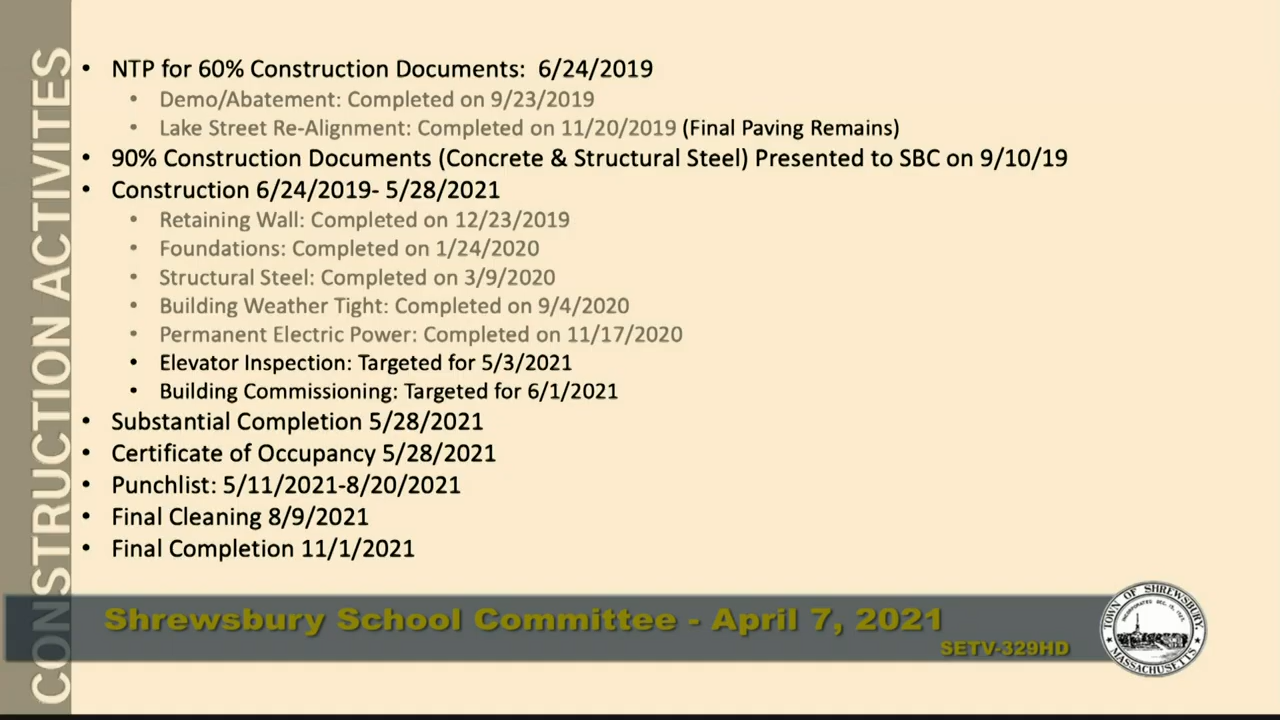 CONSTRUCTION ACTIVITES
• NTP for 60% Construction Documents: 6/24/2019
• Demo/Abatement: Completed on 9/23/2019
• Lake Street Re-Alignment: Completed on 11/20/2019 (Final Paving Remains)
• 90% Construction Documents (Concrete & Structural Steel) Presented to SBC on 9/10/19
• Construction 6/24/2019- 5/28/2021
• Retaining Wall: Completed on 12/23/2019
• Foundations: Completed on 1/24/2020
• Structural Steel: Completed on 3/9/2020
• Building Weather Tight: Completed on 9/4/2020
• Permanent Electric Power: Completed on 11/17/2020
• Elevator Inspection: Targeted for 5/3/2021
• Building Commissioning: Targeted for 6/1/2021
• Substantial Completion 5/28/2021
• Certificate of Occupancy 5/28/2021
• Punchlist: 5/11/2021-8/20/2021
• Final Cleaning 8/9/2021
• Final Completion 11/1/2021
Shrewsbury School Committee - April 7, 2021
SETV-329HD
TOWN OF SHREWSBURY
MASSACHUSETTS